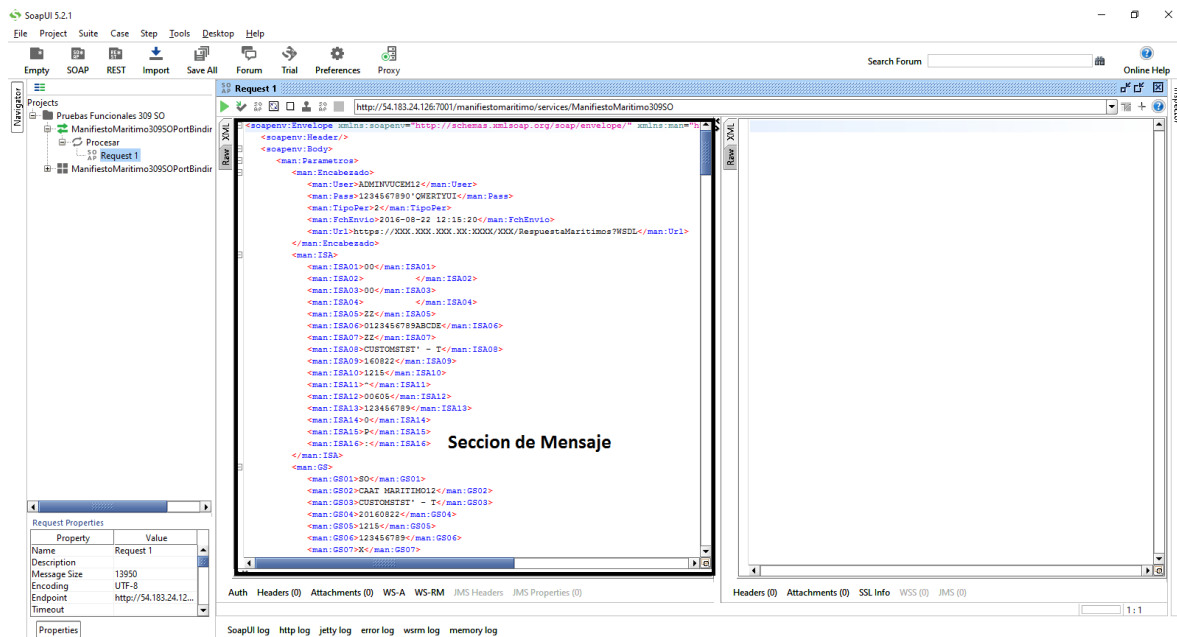 SoapUI 5.2.1
File Project Suite Case Step Tools Desktop Help
Empty SOAP REST Import Save All Forum Trial Preferences Proxy
Search Forum
Online Help
Navigator
Projects
Pruebas Funcionales 309 SO
ManifiestoMaritimo309SOPortBindir
Procesar
Request 1
ManifiestoMaritimo309SOPortBindir
Request 1
http://54.183.24.126:7001/manifiestomaritimo/services/ManifiestoMaritimo309SO
Inspector
XML
Raw
<soapenv:Envelope xmlns:soapenv="http://schemas.xmlsoap.org/soap/envelope/" xmlns:man="h
<soapenv:Header/>
<soapenv:Body>
<man:Parametros>
<man:Encabezado>
<man:User>ADMINVUCEM12</man:User>
<man:Pass>1234567890'QWERTYUI</man:Pass>
<man:TipoPer>2</man:TipoPer>
<man:FchEnvio>2016-08-22 12:15:20</man:FchEnvio>
<man:Url>https://XXX.XXX.XXX.XX:XXXX/XXX/RespuestaMaritimos?WSDL</man:Url>
</man:Encabezado>
<man:ISA>
<man:ISA01>00</man:ISA01>
<man:ISA02>          </man:ISA02>
<man:ISA03>00</man:ISA03>
<man:ISA04>          </man:ISA04>
<man:ISA05>ZZ</man:ISA05>
<man:ISA06>0123456789ABCDE</man:ISA06>
<man:ISA07>ZZ</man:ISA07>
<man:ISA08>CUSTOMSTST' - T</man:ISA08>
<man:ISA09>160822</man:ISA09>
<man:ISA10>1215</man:ISA10>
<man:ISA11>~</man:ISA11>
<man:ISA12>00605</man:ISA12>
<man:ISA13>123456789</man:ISA13>
<man:ISA14>0</man:ISA14>
<man:ISA15>P</man:ISA15>
<man:ISA16>:</man:ISA16>
</man:ISA>
<man:GS>
<man:GS01>SO</man:GS01>
<man:GS02>CAAT MARITIMO12</man:GS02>
<man:GS03>CUSTOMSTST' - T</man:GS03>
<man:GS04>20160822</man:GS04>
<man:GS05>1215</man:GS05>
<man:GS06>123456789</man:GS06>
<man:GS07>X</man:GS07>
Seccion de Mensaje
XML
Raw
Auth Headers (0) Attachments (0) WS-A WS-RM JMS Headers JMS Properties (0)
Headers (0) Attachments (0) SSL Info WSS (0) JMS (0)
1:1
Request Properties
Property Value
Name Request 1
Description
Message Size 13950
Encoding UTF-8
Endpoint http://54.183.24.12...
Timeout
Properties
SoapUI log http log jetty log error log wsrm log memory log